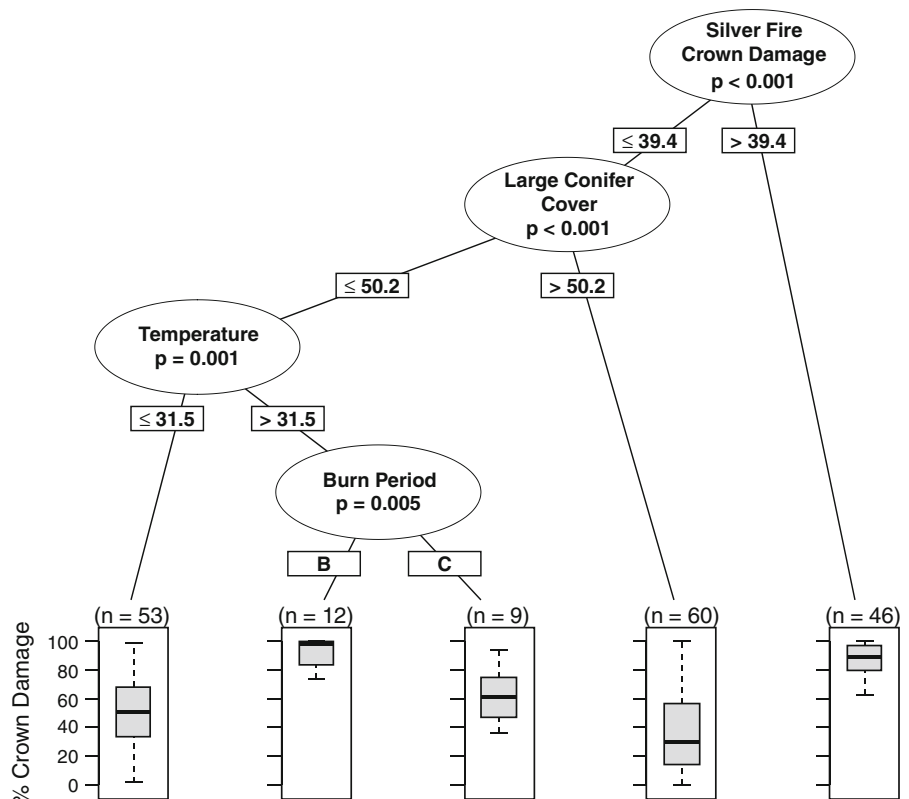 Silver Fire
Crown Damage
p < 0.001
≤ 39.4
> 39.4
Large Conifer
Cover
p < 0.001
≤ 50.2
> 50.2
Temperature
p = 0.001
≤ 31.5
> 31.5
Burn Period
p = 0.005
B
C
(n = 53)
(n = 12)
(n = 9)
(n = 60)
(n = 46)
% Crown Damage
100
80
60
40
20
0